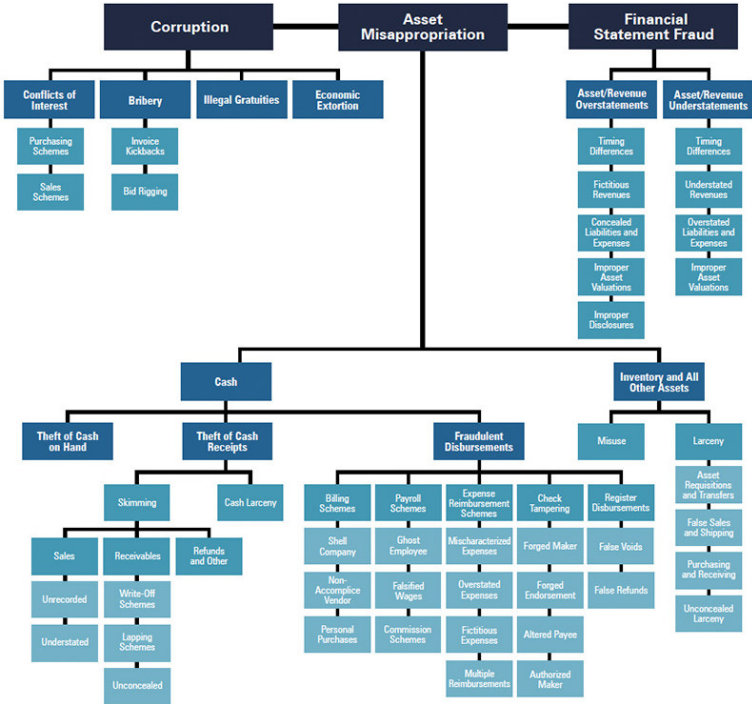 Corruption
Asset
Misappropriation
Financial
Statement Fraud
Conflicts of
Interest
Bribery
Illegal Gratuities
Economic
Extortion
Asset/Revenue
Overstatements
Asset/Revenue
Understatements
Purchasing
Schemes
Sales
Schemes
Invoice
Kickbacks
Bid Rigging
Timing
Differences
Fictitious
Revenues
Concealed
Liabilities and
Expenses
Improper
Asset
Valuations
Improper
Disclosures
Timing
Differences
Understated
Revenues
Overstated
Liabilities and
Expenses
Improper
Asset
Valuations
Cash
Inventory and All
Other Assets
Theft of Cash
on Hand
Theft of Cash
Receipts
Fraudulent
Disbursements
Misuse
Larceny
Skimming
Cash Larceny
Sales
Receivables
Refunds
and Other
Unrecorded
Understated
Write-Off
Schemes
Lapping
Schemes
Unconcealed
Billing
Schemes
Shell
Company
Non-
Accomplice
Vendor
Personal
Purchases
Payroll Schemes
Ghost
Employee
Falsified
Wages
Commission
Schemes
Expense
Reimbursement
Schemes
Mischaracterized
Expenses
Overstated
Expenses
Fictitious
Expenses
Multiple
Reimbursements
Check
Tampering
Forged Maker
Forged
Endorsement
Altered Payee
Authorized
Maker
Register
Disbursements
False Voids
False Refunds
Asset
Requisitions
and Transfers
False Sales
and Shipping
Purchasing
and Receiving
Unconcealed
Larceny